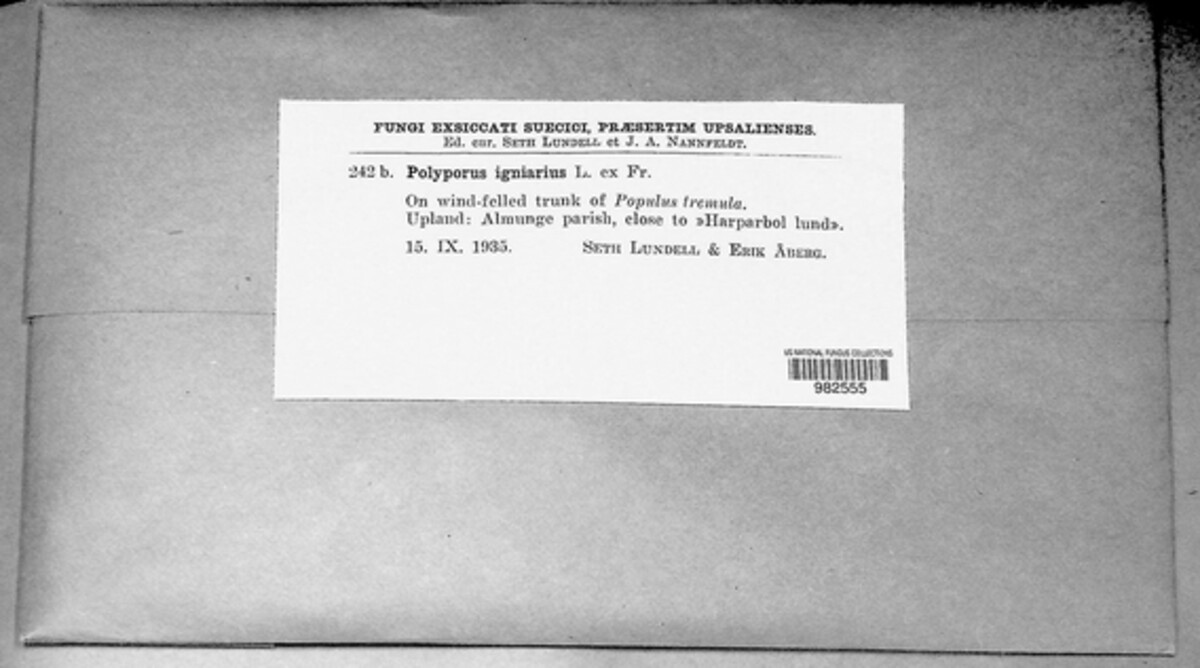 FUNGI EXSICCATI SUECICI, PRÆSERTIM UPSALIENSES.
Ed. cur. SETH LUNDELL et J. A. NANNFELDT.
242 b. Polyporus igniarius L. ex Fr.
On wind-felled trunk of Populus tremula.
Upland: Almunge parish, close to »Harparbol lund».
15. IX. 1935. SETH LUNDELL & ERIK ÅBERG.
US NATIONAL FUNGUS COLLECTIONS
982555